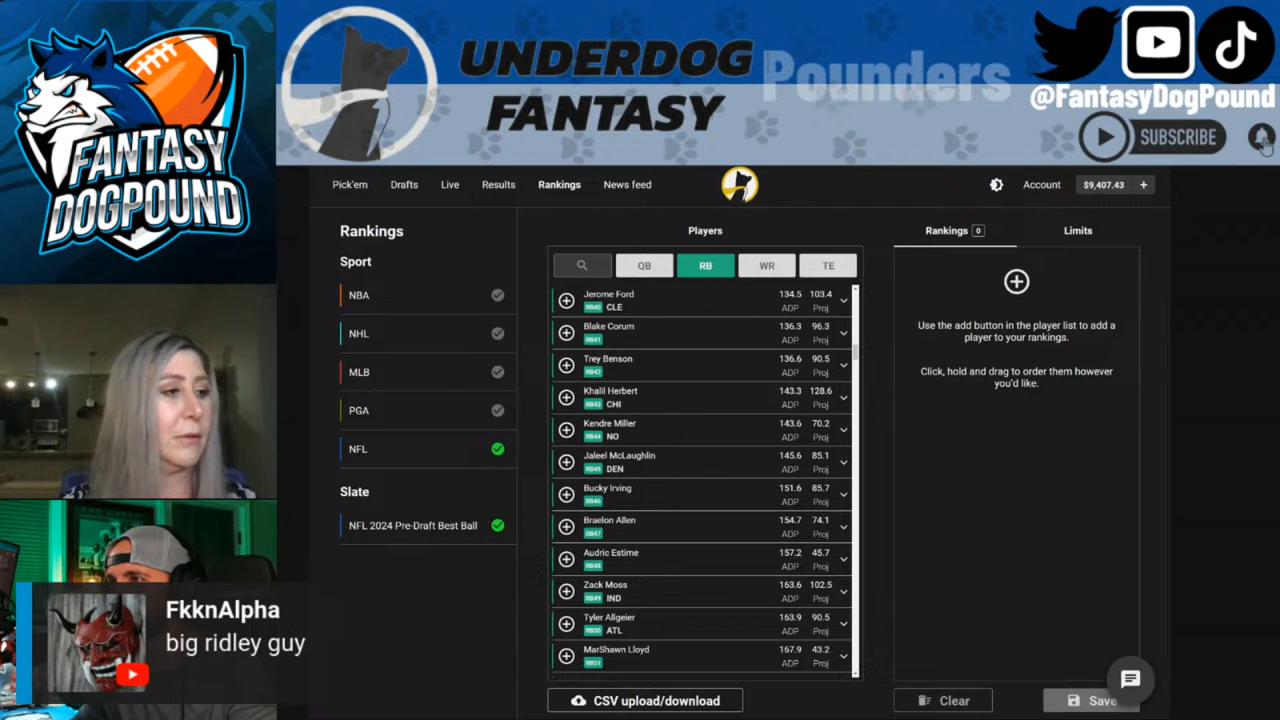 FANTASY
DOGPOUND
UNDERDOG
FANTASY
Pounders
@FantasyDogPound
SUBSCRIBE
Pick'em
Drafts
Live
Results
Rankings
News feed
Account
$9,407.43 +
Rankings
Sport
NBA
NHL
MLB
PGA
NFL
Slate
NFL 2024 Pre-Draft Best Ball
Players
QB
RB
WR
TE
Jerome Ford 134.5 103.4
RB40 CLE ADP Proj
Blake Corum 136.3 96.3
RB41 ADP Proj
Trey Benson 136.6 90.5
RB42 ADP Proj
Khalil Herbert 143.3 128.6
RB43 CHI ADP Proj
Kendre Miller 143.6 70.2
RB44 NO ADP Proj
Jaleel McLaughlin 145.6 85.1
RB45 DEN ADP Proj
Bucky Irving 151.6 85.7
RB46 ADP Proj
Braelon Allen 154.7 74.1
RB47 ADP Proj
Audric Estime 157.2 45.7
RB48 ADP Proj
Zack Moss 163.6 102.5
RB49 IND ADP Proj
Tyler Allgeier 163.9 90.5
RB50 ATL ADP Proj
MarShawn Lloyd 167.9 43.2
RB51 ADP Proj
CSV upload/download
Rankings 0
Limits
Use the add button in the player list to add a
player to your rankings.
Click, hold and drag to order them however
you'd like.
Clear
Save
FkknAlpha
big ridley guy